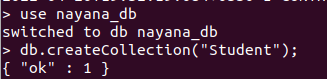 > use nayana_db
switched to db nayana_db
> db.createCollection("Student");
{ "ok" : 1 }